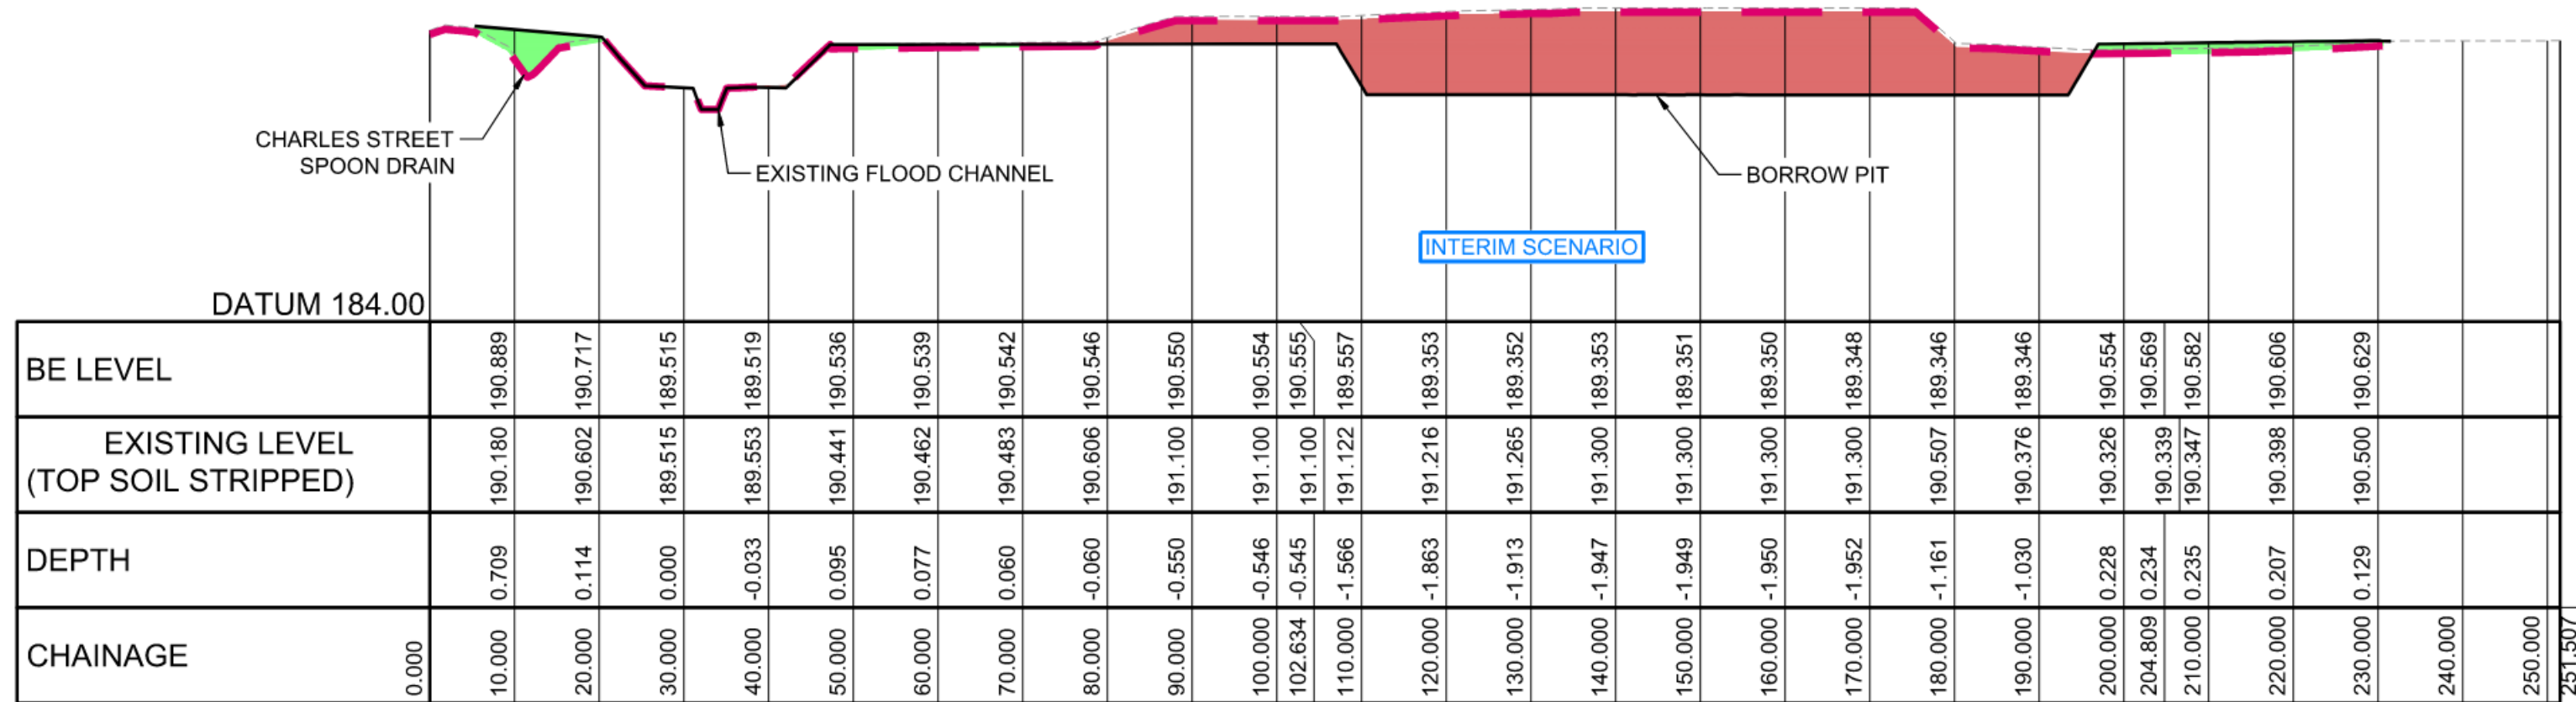 CHARLES STREET
SPOON DRAIN
EXISTING FLOOD CHANNEL
BORROW PIT
INTERIM SCENARIO
DATUM 184.00
BE LEVEL 190.889 190.717 189.515 189.519 190.536 190.539 190.542 190.546 190.550 190.554 190.555 189.557 189.353 189.352 189.353 189.351 189.350 189.348 189.346 189.346 190.554 190.569 190.582 190.606 190.629
EXISTING LEVEL
(TOP SOIL STRIPPED) 190.180 190.602 189.515 189.553 190.441 190.462 190.483 190.606 191.100 191.100 191.100 191.122 191.216 191.265 191.300 191.300 191.300 191.300 190.507 190.376 190.326 190.339 190.347 190.398 190.500
DEPTH 0.709 0.114 0.000 -0.033 0.095 0.077 0.060 -0.060 -0.550 -0.546 -0.545 -1.566 -1.863 -1.913 -1.947 -1.949 -1.950 -1.952 -1.161 -1.030 0.228 0.234 0.235 0.207 0.129
CHAINAGE 0.000 10.000 20.000 30.000 40.000 50.000 60.000 70.000 80.000 90.000 100.000 102.634 110.000 120.000 130.000 140.000 150.000 160.000 170.000 180.000 190.000 200.000 204.809 210.000 220.000 230.000 240.000 250.000 251.507